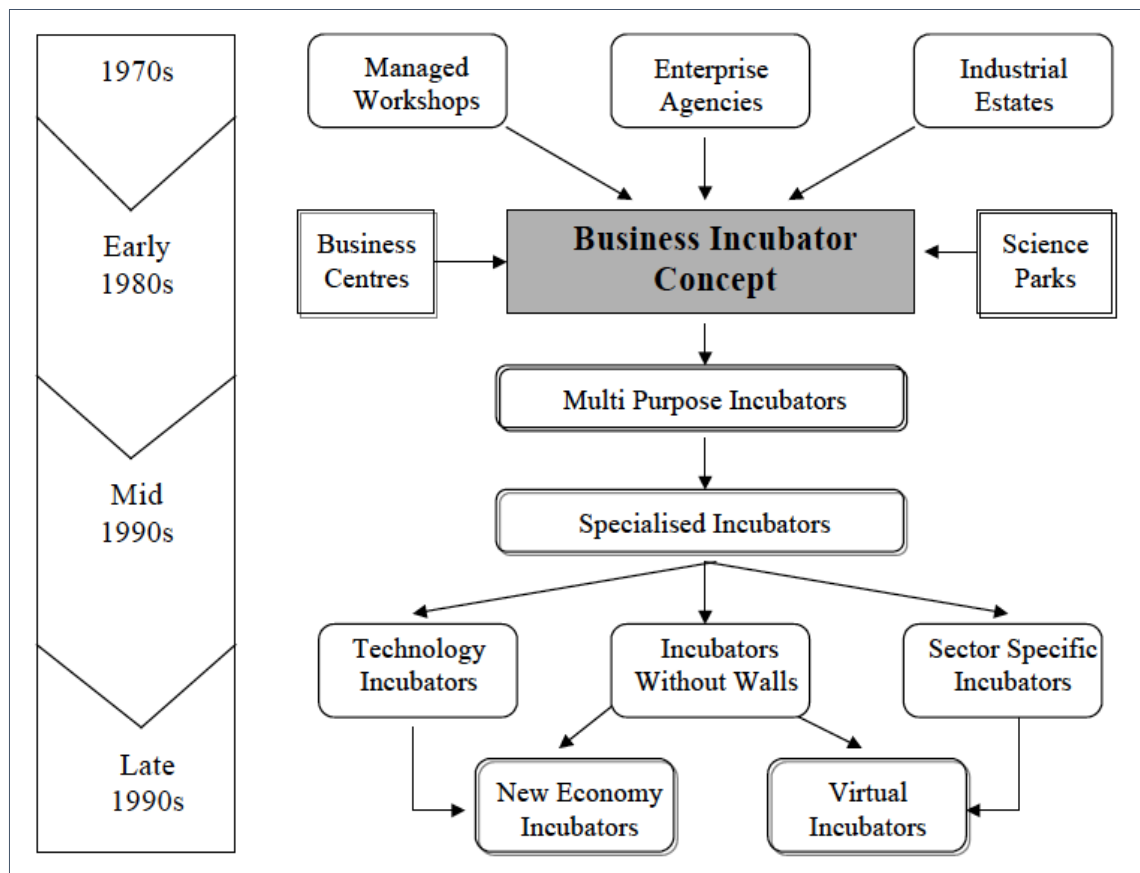 1970s
Managed
Workshops
Enterprise
Agencies
Industrial
Estates
Early
1980s
Business
Centres
Business Incubator
Concept
Science
Parks
Multi Purpose Incubators
Mid
1990s
Specialised Incubators
Technology
Incubators
Incubators
Without Walls
Sector Specific
Incubators
Late
1990s
New Economy
Incubators
Virtual
Incubators